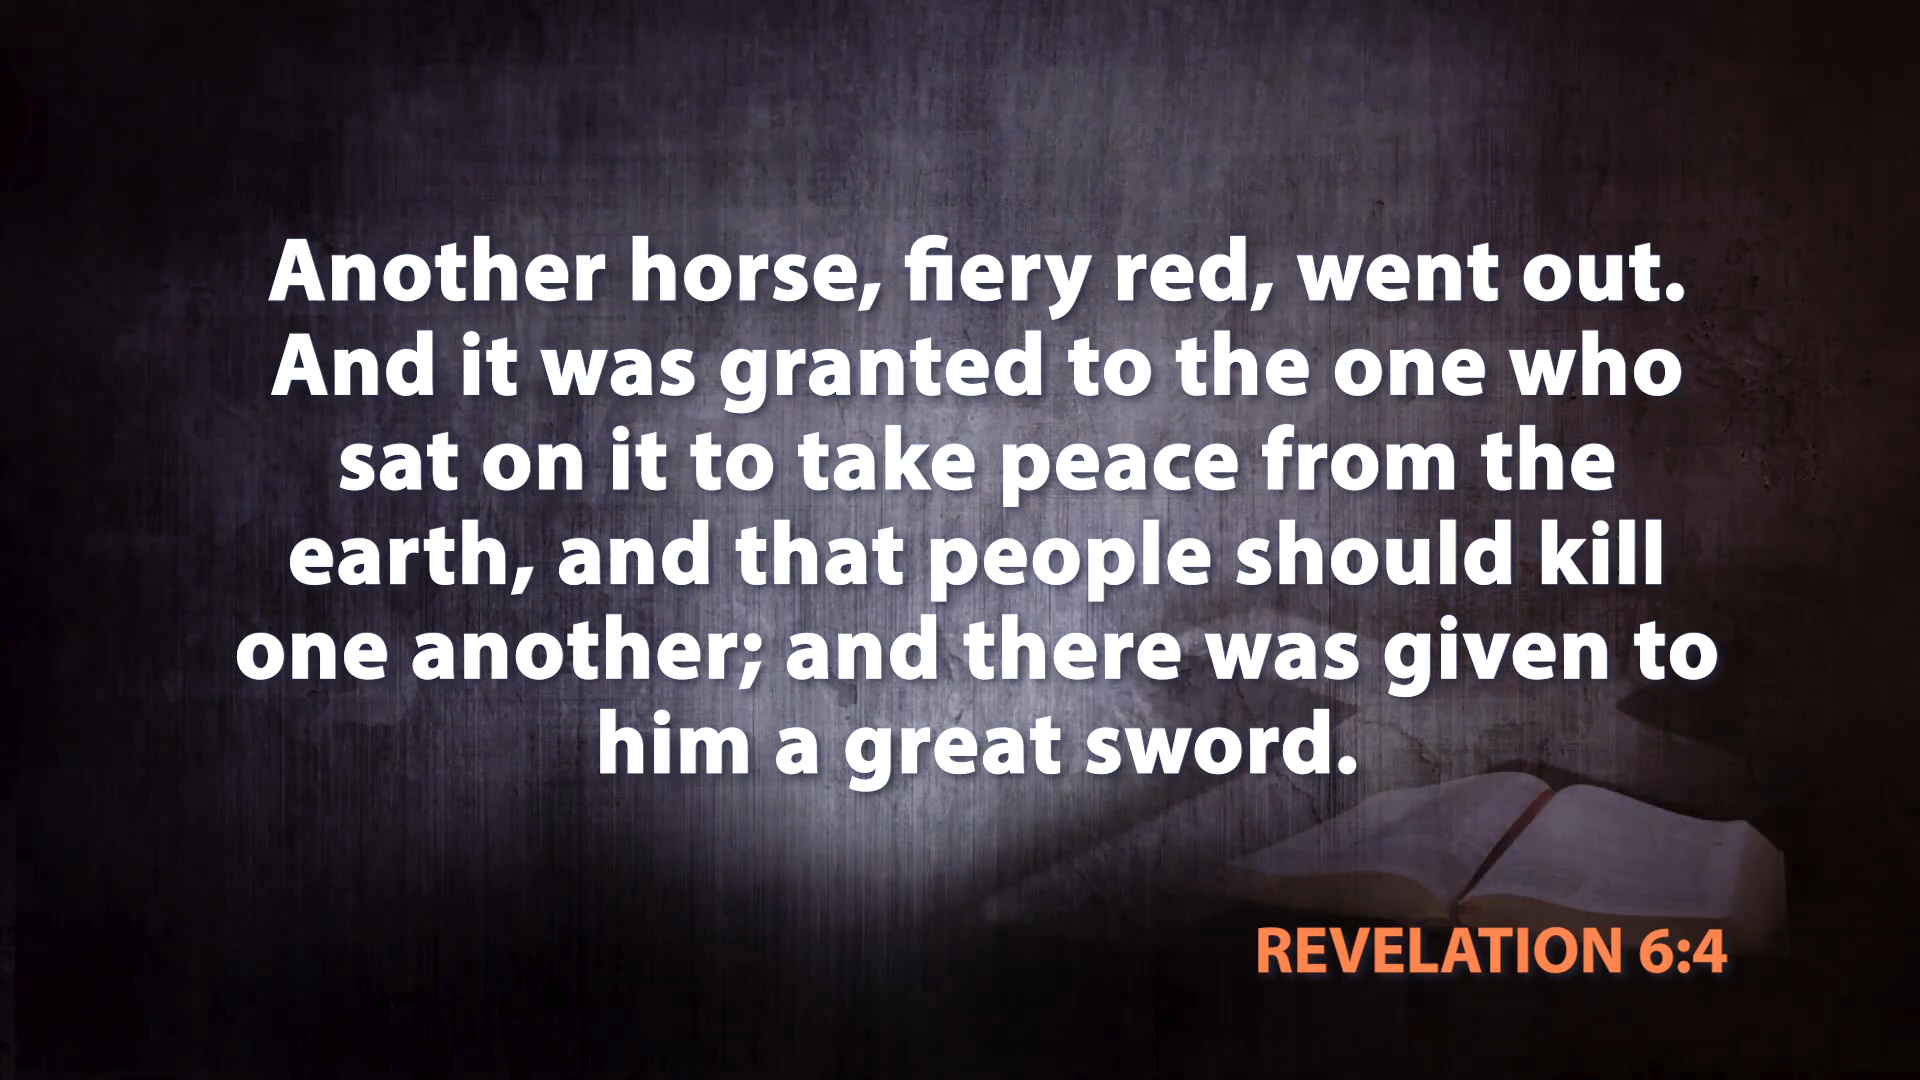 Another horse, fiery red, went out.
And it was granted to the one who
sat on it to take peace from the
earth, and that people should kill
one another; and there was given to
him a great sword.
REVELATION 6:4